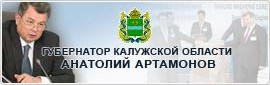 ГУБЕРНАТОР КАЛУЖСКОЙ ОБЛАСТИ
АНАТОЛИЙ АРТАМОНОВ